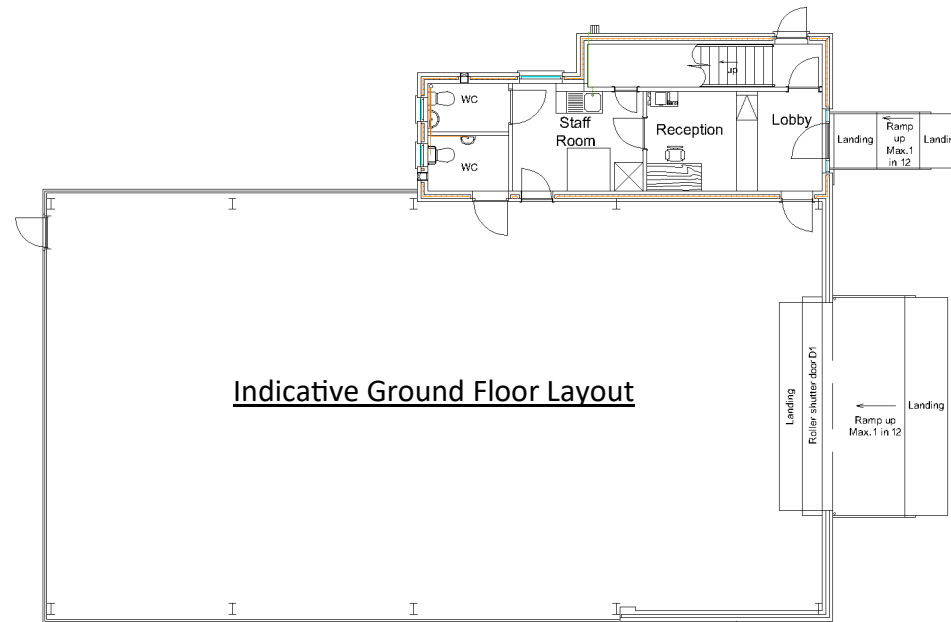 up
WC
Staff
Room
Reception
Lobby
Landing
Ramp
up
Max.1
in 12
Landin
WC
Indicative Ground Floor Layout
Landing
Roller shutter door D1
Ramp up
Max.1 in 12
Landing